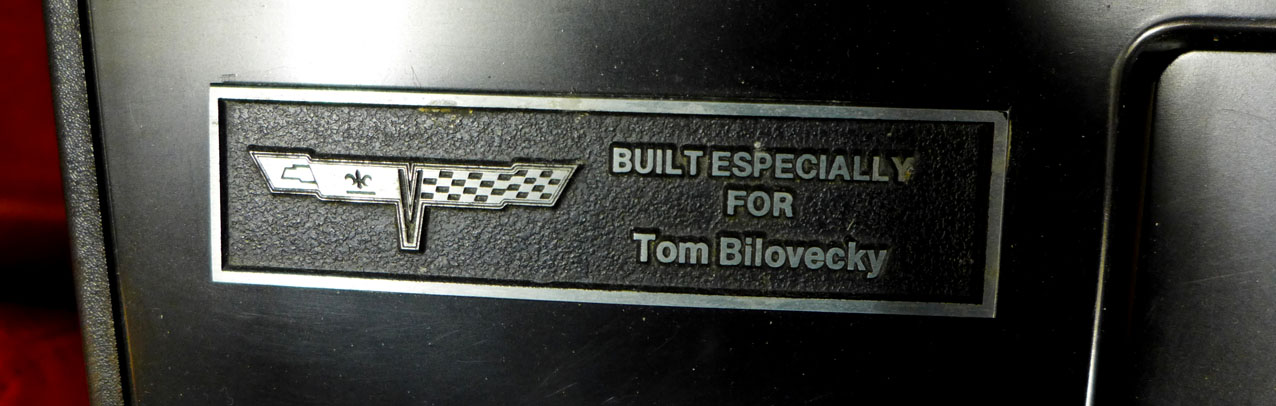 BUILT ESPECIALLY
FOR
Tom Bilovecky